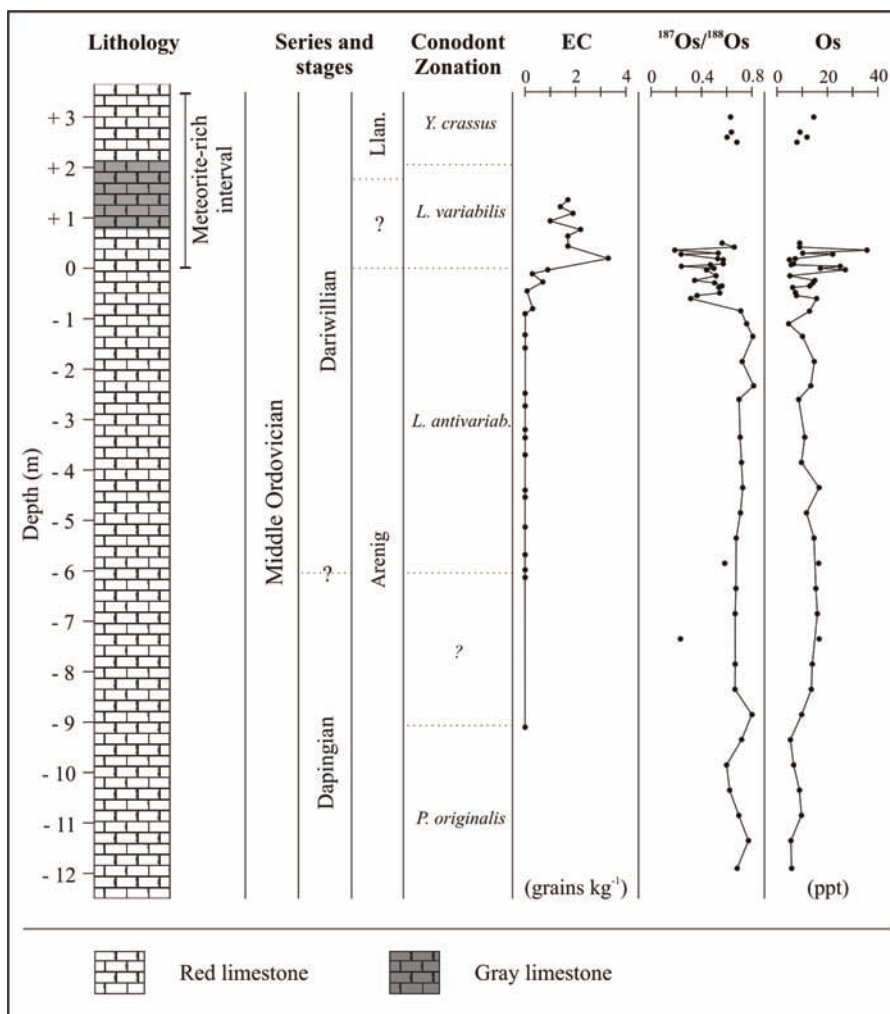 Lithology
Series and
stages
Conodont
Zonation
EC
¹⁸⁷Os/¹⁸⁸Os
Os
0 2 4
0 0.4 0.8
0 20 40
Depth (m)
+ 3
+ 2
+ 1
0
- 1
- 2
- 3
- 4
- 5
- 6
- 7
- 8
- 9
- 10
- 11
- 12
Meteorite-rich
interval
Middle Ordovician
Dariwillian
?
Dapingian
Llan.
?
Arenig
Y. crassus
L. variabilis
L. antivariab.
?
P. originalis
(grains kg⁻¹)
(ppt)
Red limestone
Gray limestone